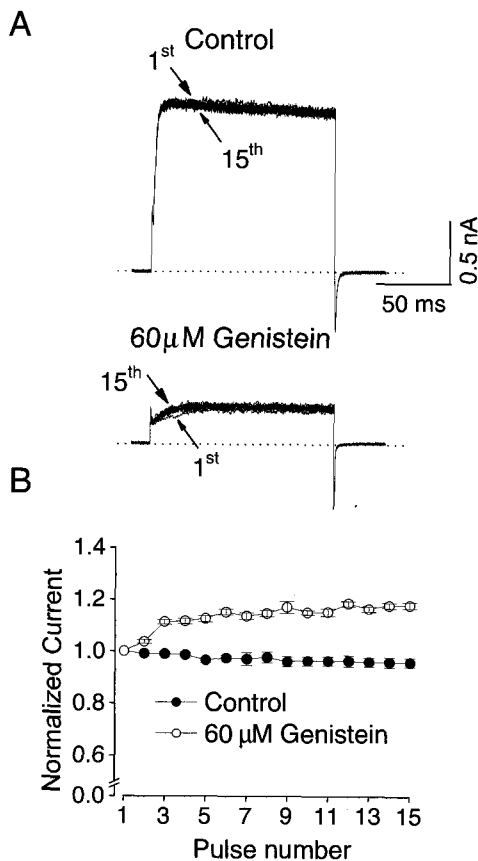 A
Control
1st
15th
0.5 nA
50 ms
60μM Genistein
15th
1st
B
1.4
1.2
1.0
0.8
0.6
0.0
Normalized Current
Control
60 μM Genistein
1 3 5 7 9 11 13 15
Pulse number